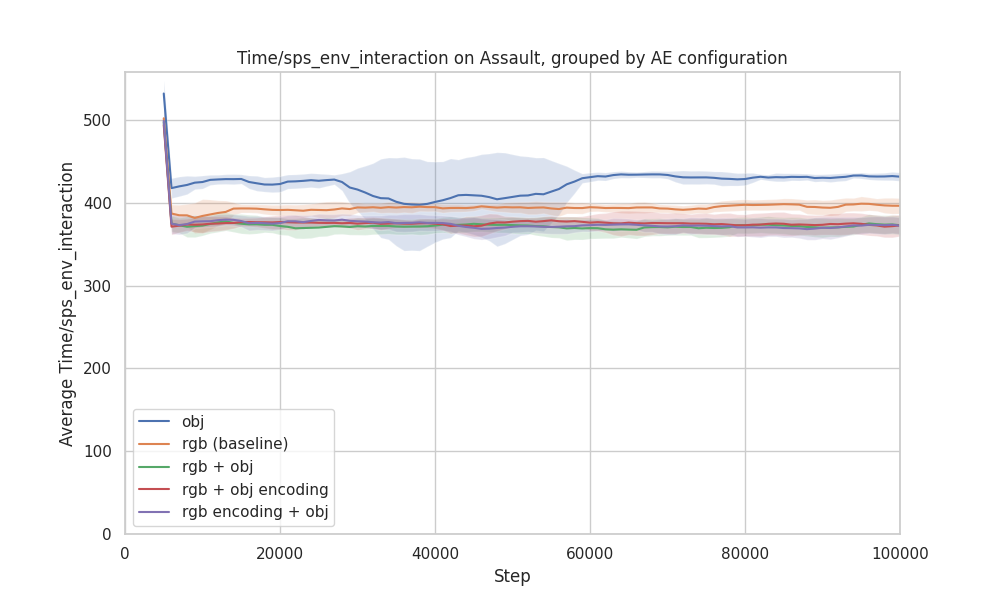 Time/sps_env_interaction on Assault, grouped by AE configuration
Average Time/sps_env_interaction
500
400
300
200
100
0
obj
rgb (baseline)
rgb + obj
rgb + obj encoding
rgb encoding + obj
0 20000 40000 60000 80000 100000
Step